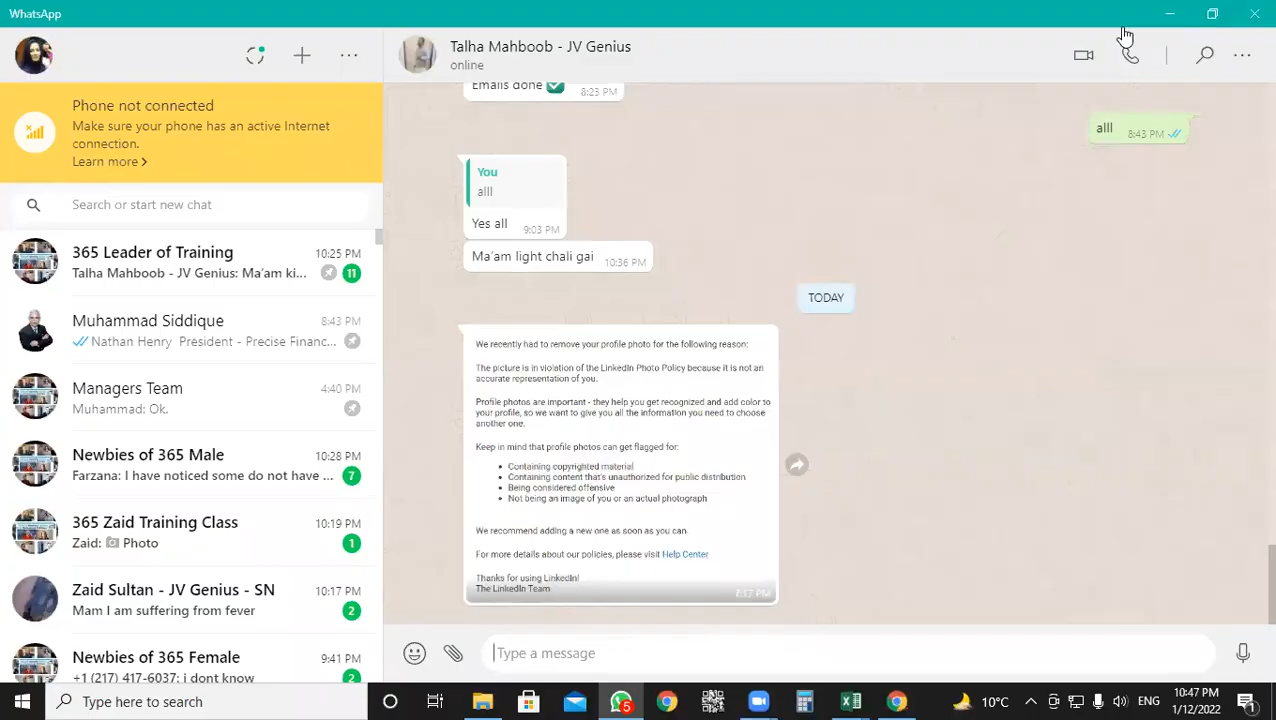 WhatsApp
Talha Mahboob - JV Genius
online
Phone not connected
Make sure your phone has an active Internet
connection.
Learn more
Search or start new chat
365 Leader of Training 10:25 PM
Talha Mahboob - JV Genius: Ma'am ki... 11
Muhammad Siddique 8:43 PM
Nathan Henry President - Precise Financ...
Managers Team 4:40 PM
Muhammad: Ok.
Newbies of 365 Male 10:28 PM
Farzana: I have noticed some do not have ... 7
365 Zaid Training Class 10:19 PM
Zaid: Photo 1
Zaid Sultan - JV Genius - SN 10:17 PM
Mam I am suffering from fever 2
Newbies of 365 Female 9:41 PM
+1 (217) 417-6037: i dont know 2
Emails done 8:23 PM
alll 8:43 PM
You
alll
Yes all 9:03 PM
Ma'am light chali gai 10:36 PM
TODAY
We recently had to remove your profile photo for the following reason:
The picture is in violation of the LinkedIn Photo Policy because it is not an
accurate representation of you.
Profile photos are important - they help you get recognized and add color to
your profile, so we want to give you all the information you need to choose
another one.
Keep in mind that profile photos can get flagged for:
• Containing copyrighted material
• Containing content that's unauthorized for public distribution
• Being considered offensive
• Not being an image of you or an actual photograph
We recommend adding a new one as soon as you can.
For more details about our policies, please visit Help Center
Thanks for using LinkedIn!
The LinkedIn Team
7:17 PM
Type a message
Type here to search
5
10°C
ENG
10:47 PM
1/12/2022
1